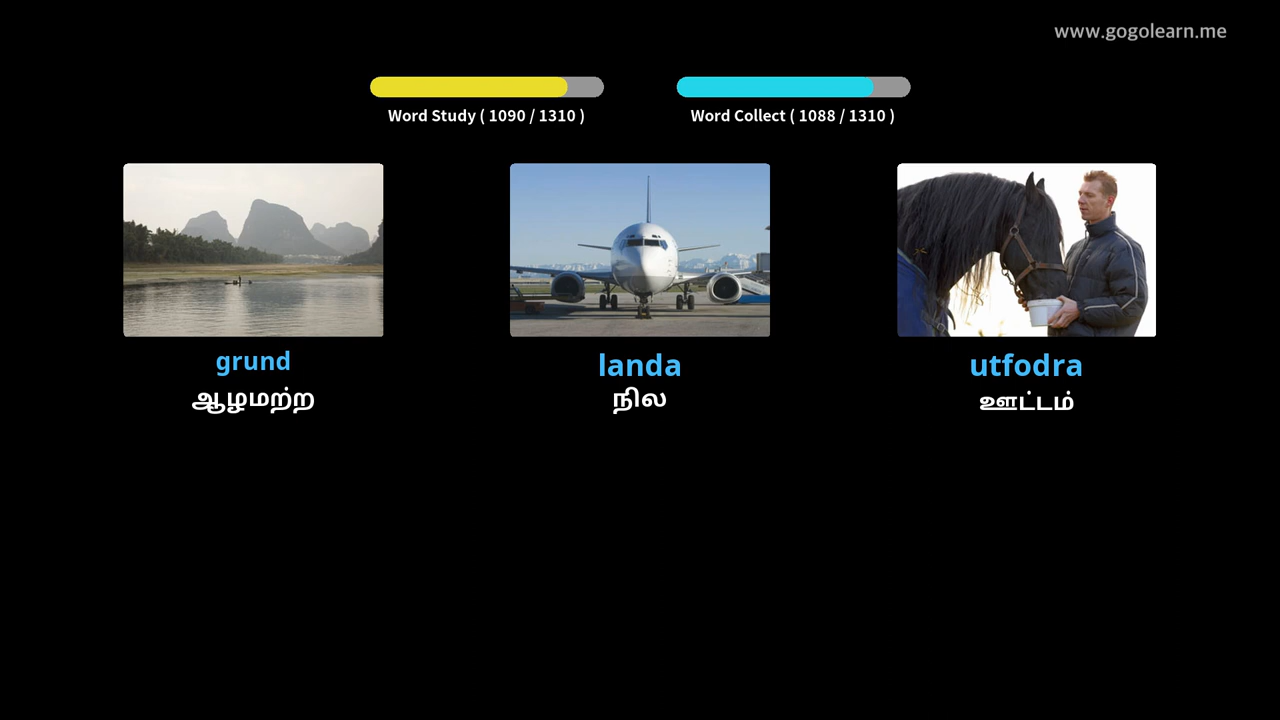 www.gogolearn.me
Word Study ( 1090 / 1310 )
Word Collect ( 1088 / 1310 )
grund
landa
utfodra
ஆழமற்ற
நில
ஊட்டம்